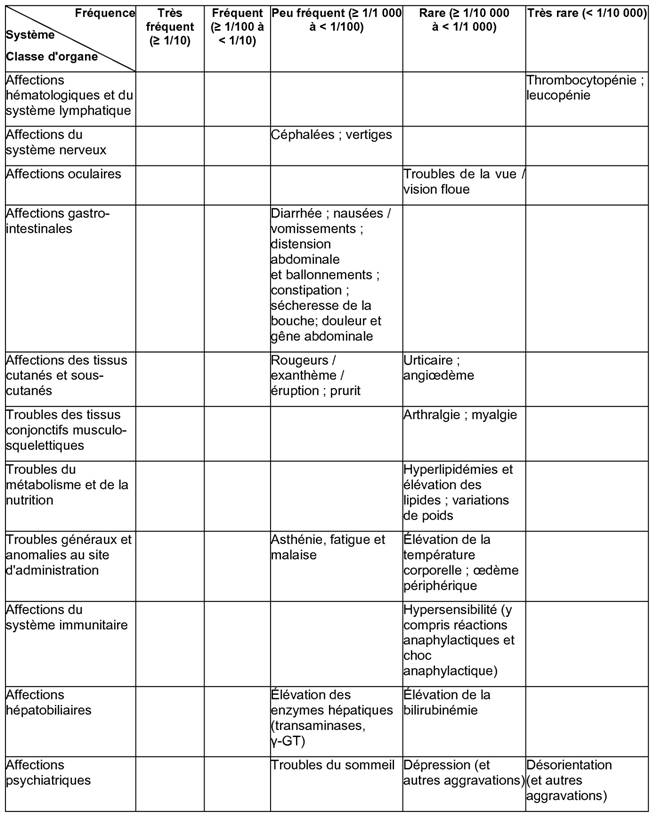 Fréquence
Système
Classe d'organe
Très
fréquent
(≥ 1/10)
Fréquent
(≥ 1/100 à
< 1/10)
Peu fréquent (≥ 1/1 000
à < 1/100)
Rare (≥ 1/10 000
à < 1/1 000)
Très rare (< 1/10 000)
Affections
hématologiques et du
système lymphatique
Thrombocytopénie ;
leucopénie
Affections du
système nerveux
Céphalées ; vertiges
Affections oculaires
Troubles de la vue /
vision floue
Affections gastro-
intestinales
Diarrhée ; nausées /
vomissements ;
distension
abdominale
et ballonnements ;
constipation ;
sécheresse de la
bouche; douleur et
gêne abdominale
Affections des tissus
cutanés et sous-
cutanés
Rougeurs /
exanthème /
éruption ; prurit
Urticaire ;
angiœdème
Troubles des tissus
conjonctifs musculo-
squelettiques
Arthralgie ; myalgie
Troubles du
métabolisme et de la
nutrition
Hyperlipidémies et
élévation des
lipides ; variations
de poids
Troubles généraux et
anomalies au site
d'administration
Asthénie, fatigue et
malaise
Élévation de la
température
corporelle ; œdème
périphérique
Affections du
système immunitaire
Hypersensibilité (y
compris réactions
anaphylactiques et
choc
anaphylactique)
Affections
hépatobiliaires
Élévation des
enzymes hépatiques
(transaminases,
γ-GT)
Élévation de la
bilirubinémie
Affections
psychiatriques
Troubles du sommeil
Dépression (et
autres aggravations)
Désorientation
(et autres
aggravations)